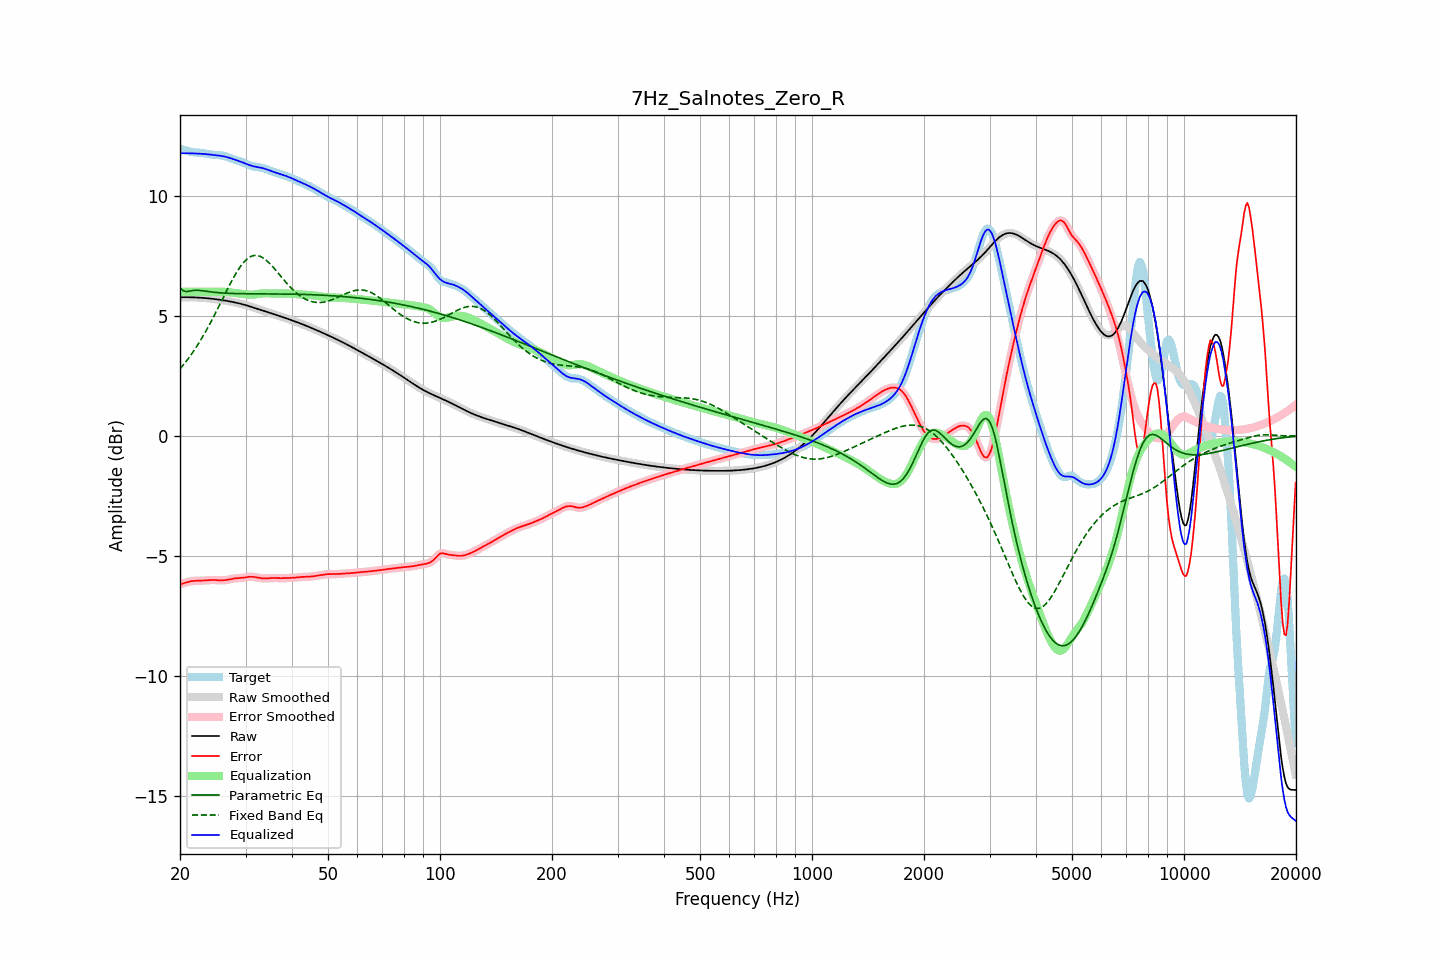 7Hz_Salnotes_Zero_R
Amplitude (dBr)
10
5
0
−5
−10
−15
Target
Raw Smoothed
Error Smoothed
Raw
Error
Equalization
Parametric Eq
Fixed Band Eq
Equalized
20
50
100
200
500
1000
2000
5000
10000
20000
Frequency (Hz)